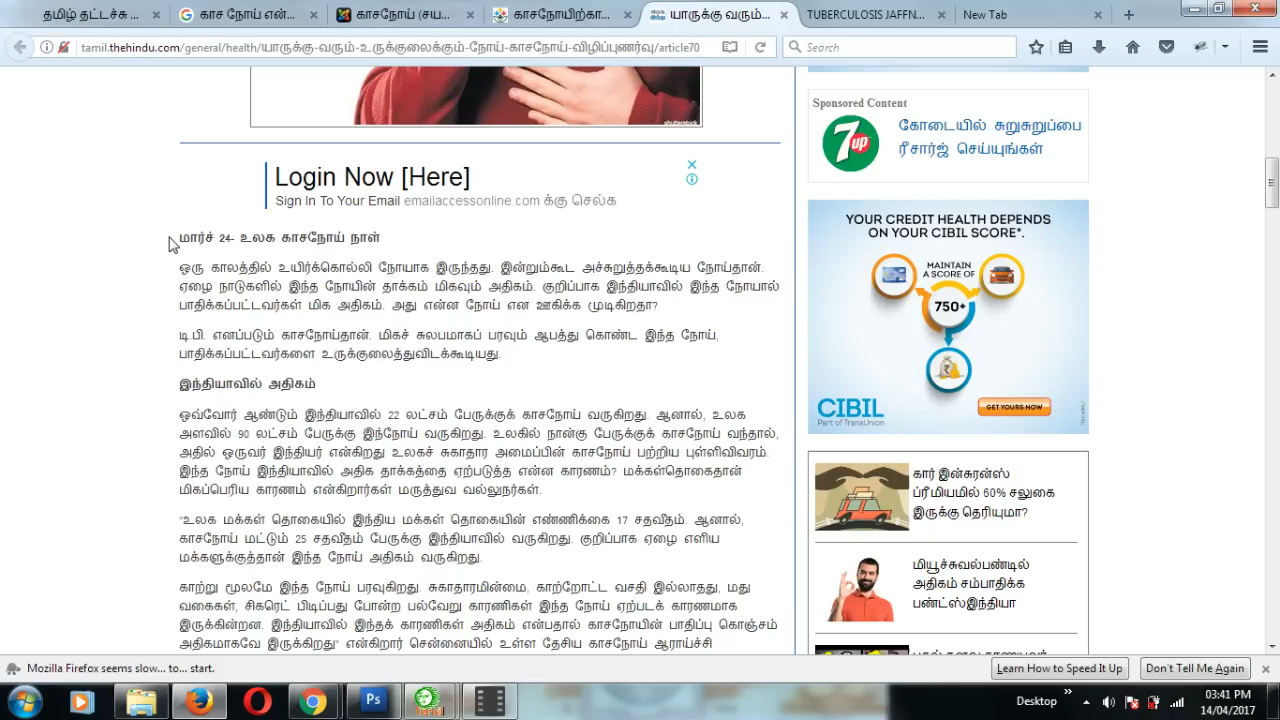 தமிழ் தட்டச்சு ...
காச நோய் என்...
காசநோய் (சய...
காசநோயிற்கா...
யாருக்கு வரும்...
TUBERCULOSIS JAFFN...
New Tab
tamil.thehindu.com/general/health/யாருக்கு-வரும்-உருக்குலைக்கும்-நோய்-காசநோய்-விழிப்புணர்வு/article70
Search
shutterstock
Login Now [Here]
Sign In To Your Email emailaccessonline.com க்கு செல்க
மார்ச் 24- உலக காசநோய் நாள்
ஒரு காலத்தில் உயிர்க்கொல்லி நோயாக இருந்தது. இன்றும்கூட அச்சுறுத்தக்கூடிய நோய்தான்.
ஏழை நாடுகளில் இந்த நோயின் தாக்கம் மிகவும் அதிகம். குறிப்பாக இந்தியாவில் இந்த நோயால்
பாதிக்கப்பட்டவர்கள் மிக அதிகம். அது என்ன நோய் என ஊகிக்க முடிகிறதா?
டி.பி. எனப்படும் காசநோய்தான். மிகச் சுலபமாகப் பரவும் ஆபத்து கொண்ட இந்த நோய்,
பாதிக்கப்பட்டவர்களை உருக்குலைத்துவிடக்கூடியது.
இந்தியாவில் அதிகம்
ஒவ்வோர் ஆண்டும் இந்தியாவில் 22 லட்சம் பேருக்குக் காசநோய் வருகிறது. ஆனால், உலக
அளவில் 90 லட்சம் பேருக்கு இந்நோய் வருகிறது. உலகில் நான்கு பேருக்குக் காசநோய் வந்தால்,
அதில் ஒருவர் இந்தியர் என்கிறது உலகச் சுகாதார அமைப்பின் காசநோய் பற்றிய புள்ளிவிவரம்.
இந்த நோய் இந்தியாவில் அதிக தாக்கத்தை ஏற்படுத்த என்ன காரணம்? மக்கள்தொகைதான்
மிகப்பெரிய காரணம் என்கிறார்கள் மருத்துவ வல்லுநர்கள்.
"உலக மக்கள் தொகையில் இந்திய மக்கள் தொகையின் எண்ணிக்கை 17 சதவீதம். ஆனால்,
காசநோய் மட்டும் 25 சதவீதம் பேருக்கு இந்தியாவில் வருகிறது. குறிப்பாக ஏழை எளிய
மக்களுக்குத்தான் இந்த நோய் அதிகம் வருகிறது.
காற்று மூலமே இந்த நோய் பரவுகிறது. சுகாதாரமின்மை, காற்றோட்ட வசதி இல்லாதது, மது
வகைகள், சிகரெட் பிடிப்பது போன்ற பல்வேறு காரணிகள் இந்த நோய் ஏற்படக் காரணமாக
இருக்கின்றன. இந்தியாவில் இந்தக் காரணிகள் அதிகம் என்பதால் காசநோயின் பாதிப்பு கொஞ்சம்
அதிகமாகவே இருக்கிறது" என்கிறார் சென்னையில் உள்ள தேசிய காசநோய் ஆராய்ச்சி
Sponsored Content
7up
கோடையில் சுறுசுறுப்பை
ரீசார்ஜ் செய்யுங்கள்
YOUR CREDIT HEALTH DEPENDS
ON YOUR CIBIL SCORE*.
MAINTAIN
A SCORE OF
750+
CIBIL
Part of TransUnion
GET YOURS NOW
கார் இன்சுரன்ஸ்
ப்ரீமியமில் 60% சலுகை
இருக்கு தெரியுமா?
மியூச்சுவல்பண்டில்
அதிகம் சம்பாதிக்க
பண்ட்ஸ்இந்தியா
Mozilla Firefox seems slow... to... start.
Learn How to Speed It Up
Don't Tell Me Again
Ps
Desktop
03:41 PM
14/04/2017